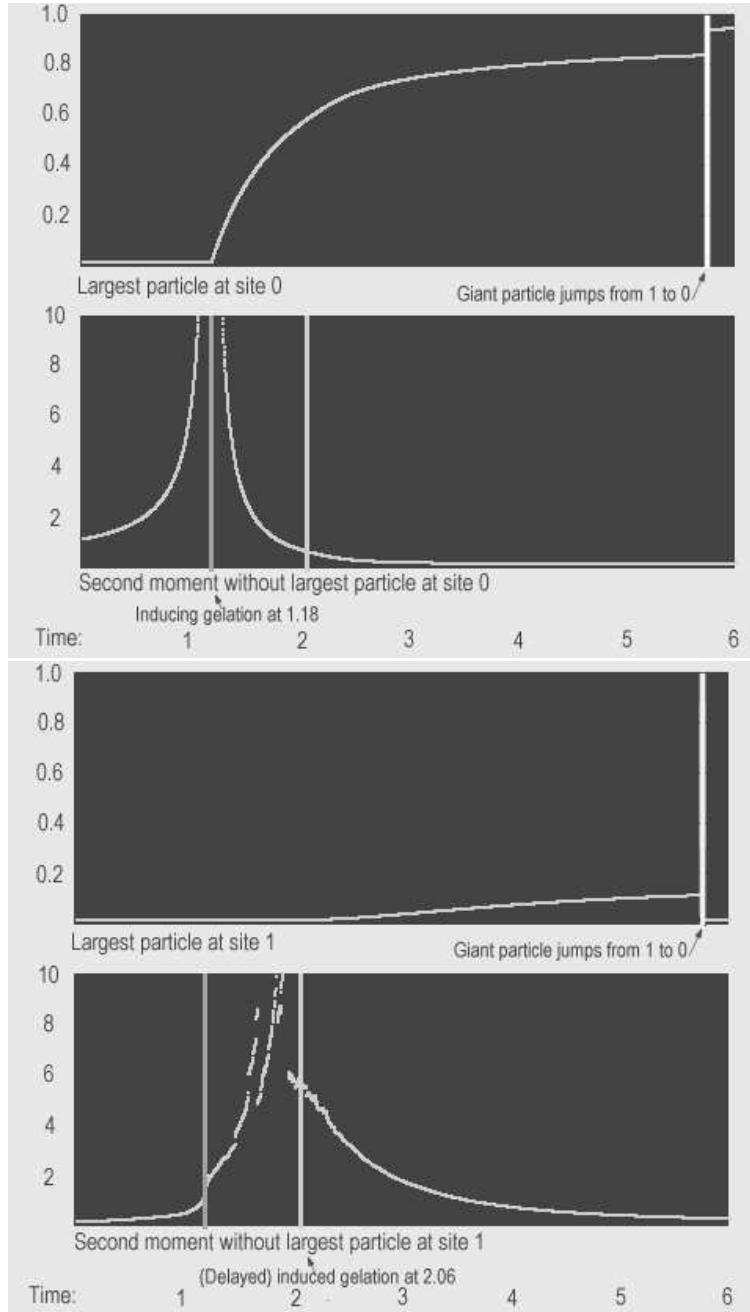 1.0
0.8
0.6
0.4
0.2
Largest particle at site 0
Giant particle jumps from 1 to 0
10
8
6
4
2
Second moment without largest particle at site 0
Inducing gelation at 1.18
Time: 1 2 3 4 5 6
1.0
0.8
0.6
0.4
0.2
Largest particle at site 1
Giant particle jumps from 1 to 0
10
8
6
4
2
Second moment without largest particle at site 1
(Delayed) induced gelation at 2.06
Time: 1 2 3 4 5 6